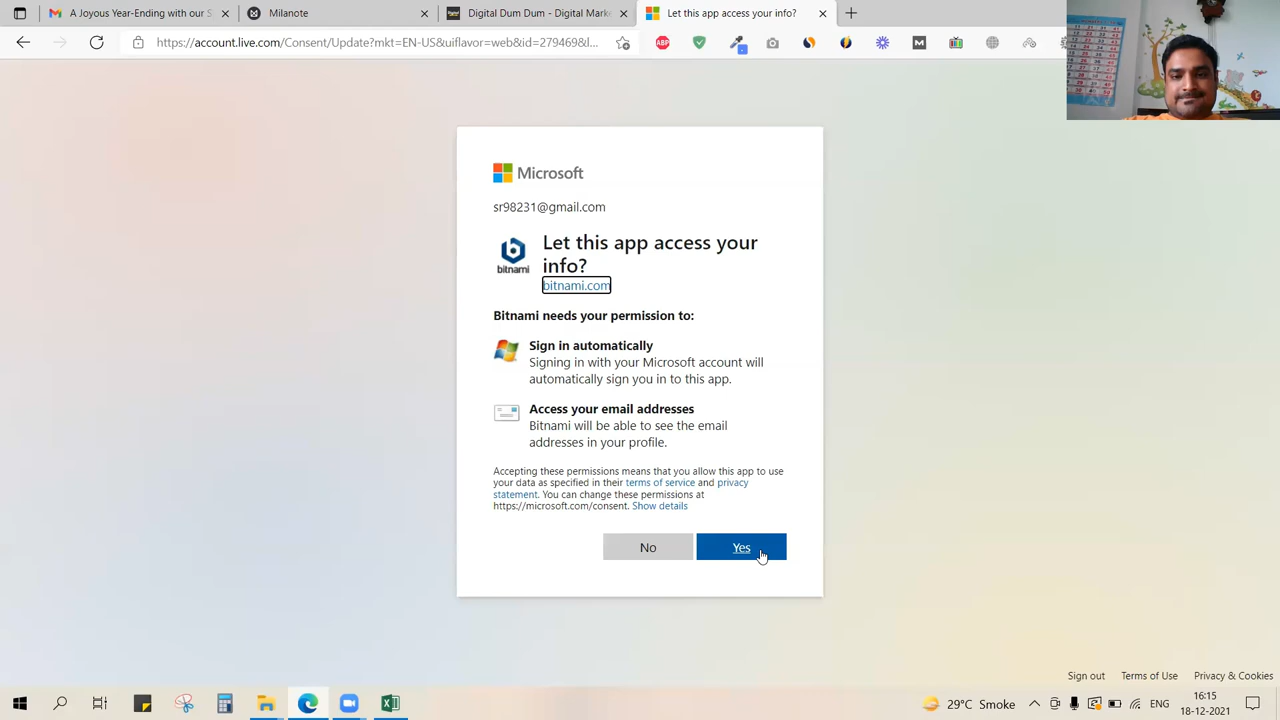 A Joyous Year-Ending with our S
Milanote
Digital Dum Dum - Digital Marke
Let this app access your info?
https://account.live.com/Consent/Update?mkt=EN-US&uiflavor=web&id=279469&d...
ABP
M
Microsoft
sr98231@gmail.com
bitnami
Let this app access your
info?
bitnami.com
Bitnami needs your permission to:
Sign in automatically
Signing in with your Microsoft account will
automatically sign you in to this app.
Access your email addresses
Bitnami will be able to see the email
addresses in your profile.
Accepting these permissions means that you allow this app to use
your data as specified in their terms of service and privacy
statement. You can change these permissions at
https://microsoft.com/consent. Show details
No
Yes
Sign out
Terms of Use
Privacy & Cookies
29°C Smoke
ENG
16:15
18-12-2021